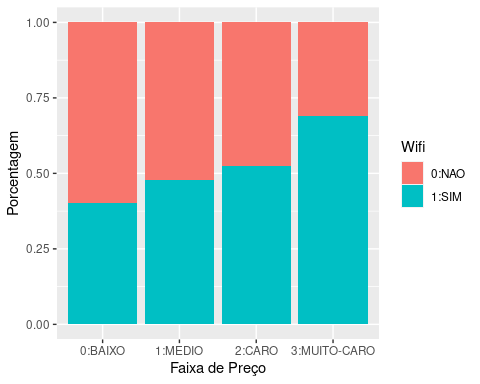 1.00
0.75
0.50
0.25
0.00
Porcentagem
0:BAIXO 1:MEDIO 2:CARO 3:MUITO-CARO
Faixa de Preço
Wifi
0:NAO
1:SIM